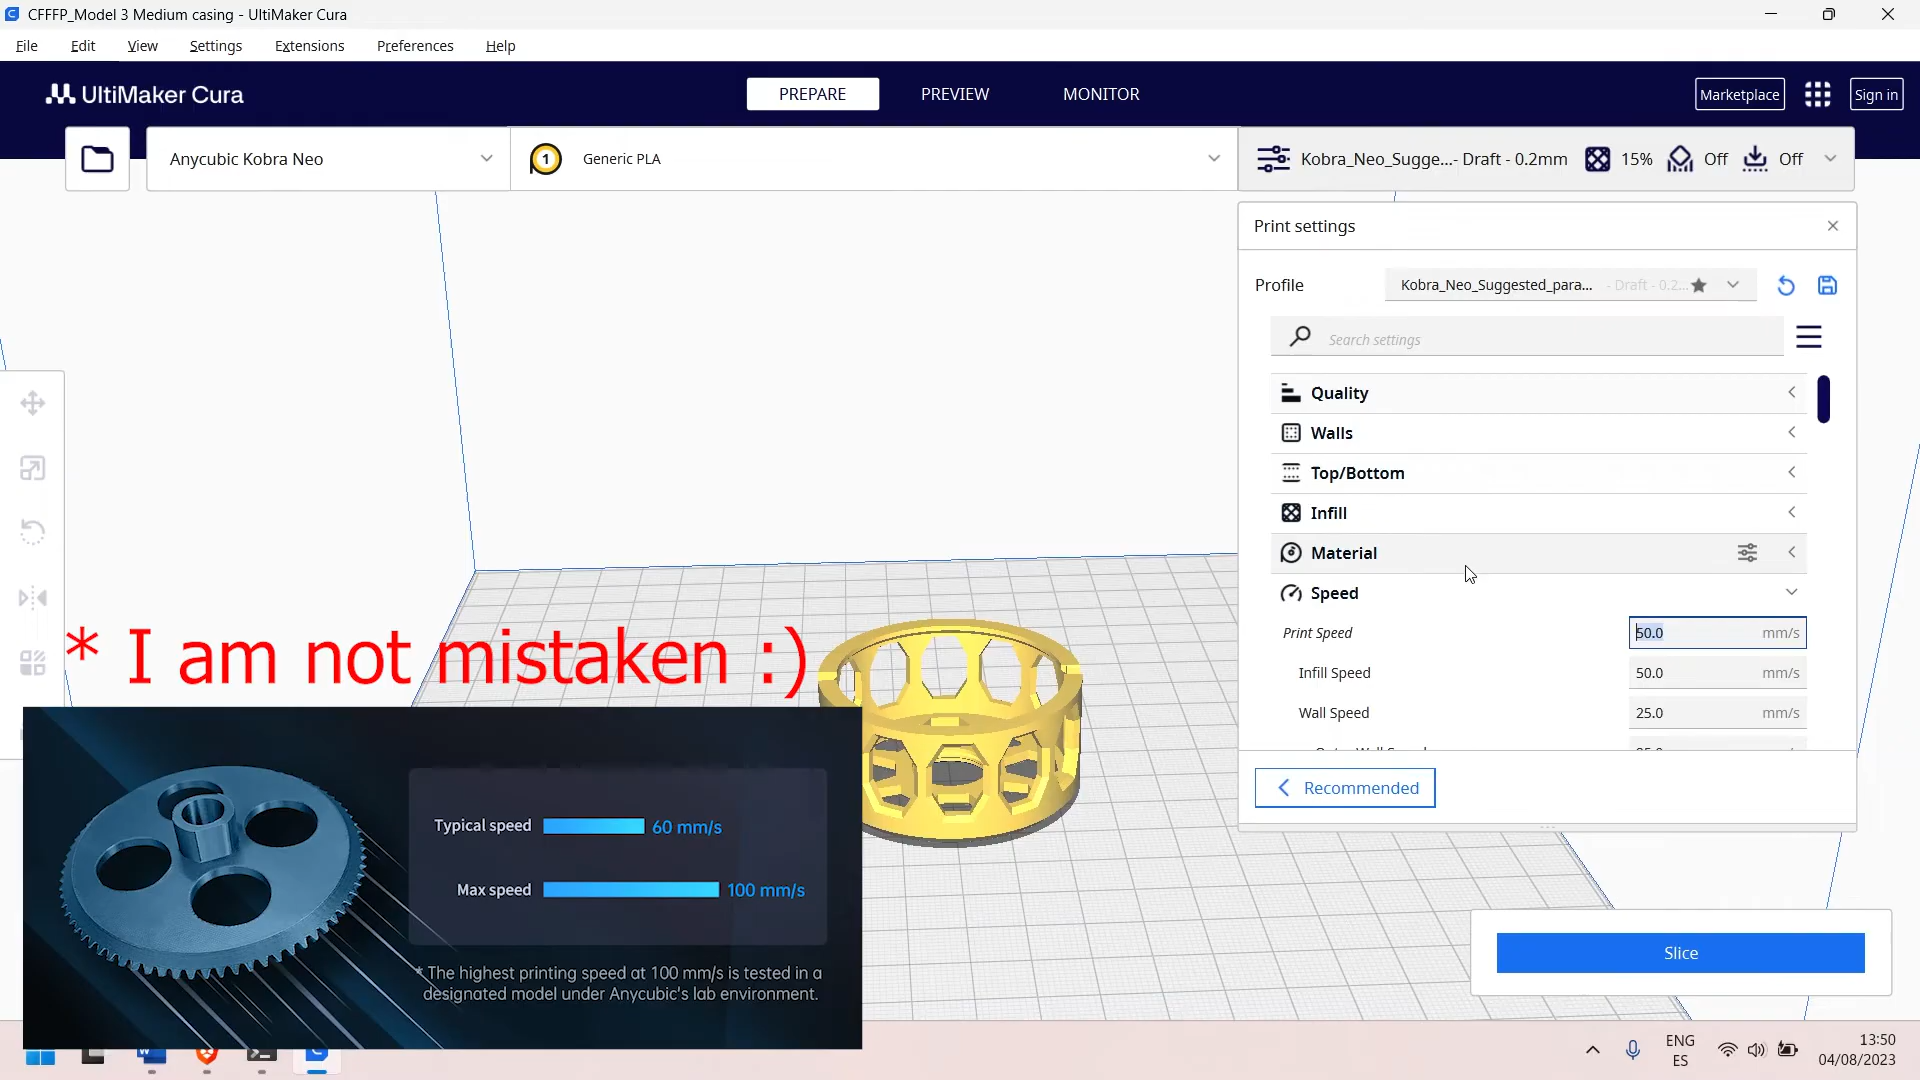 CFFFP_Model 3 Medium casing - UltiMaker Cura
File Edit View Settings Extensions Preferences Help
UltiMaker Cura
PREPARE PREVIEW MONITOR
Marketplace Sign in
Anycubic Kobra Neo
1 Generic PLA
Kobra_Neo_Sugge...- Draft - 0.2mm 15% Off Off
Print settings
Profile Kobra_Neo_Suggested_para... - Draft - 0.2...
Search settings
Quality
Walls
Top/Bottom
Infill
Material
Speed
Print Speed 50.0 mm/s
Infill Speed 50.0 mm/s
Wall Speed 25.0 mm/s
Recommended
Slice
* I am not mistaken :)
Typical speed 60 mm/s
Max speed 100 mm/s
* The highest printing speed at 100 mm/s is tested in a
designated model under Anycubic's lab environment.
ENG
ES
13:50
04/08/2023